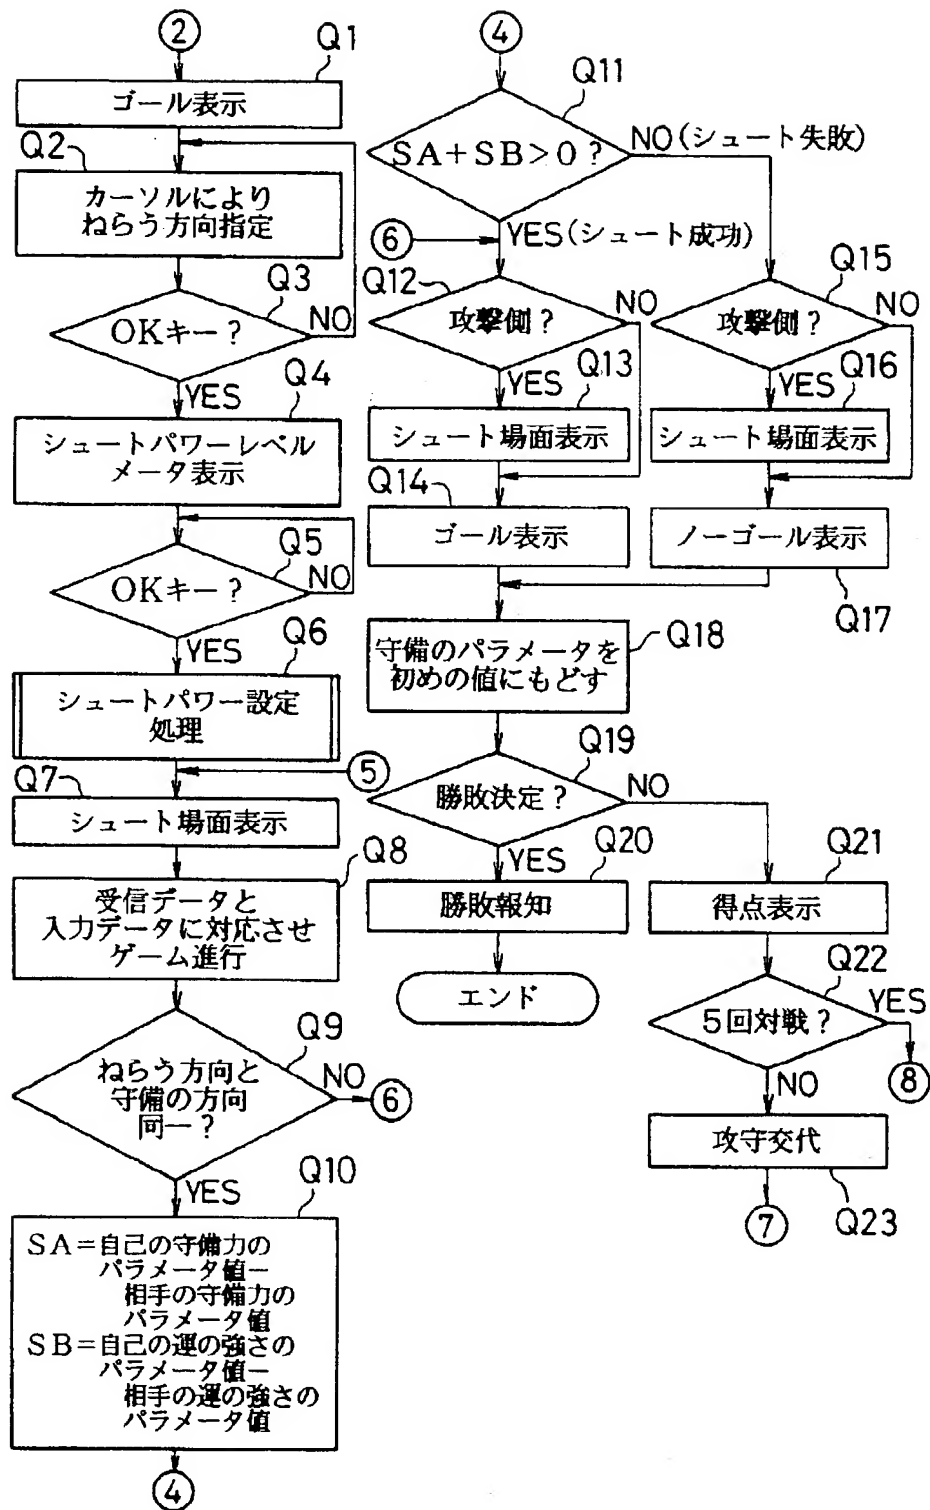 ②
Q1
ゴール表示
Q2
カーソルにより
ねらう方向指定
Q3
OKキー？
NO
YES
Q4
シュートパワーレベル
メータ表示
Q5
OKキー？
NO
YES
Q6
シュートパワー設定
処理
⑤
Q7
シュート場面表示
Q8
受信データと
入力データに対応させ
ゲーム進行
Q9
ねらう方向と
守備の方向
同一？
NO
⑥
YES
Q10
SA＝自己の守備力の
パラメータ値－
相手の守備力の
パラメータ値
SB＝自己の運の強さの
パラメータ値－
相手の運の強さの
パラメータ値
④
④
Q11
SA＋SB＞0？
NO(シュート失敗)
⑥
YES(シュート成功)
Q12
攻撃側？
NO
YES
Q13
シュート場面表示
Q14
ゴール表示
Q15
攻撃側？
NO
YES
Q16
シュート場面表示
ノーゴール表示
Q17
Q18
守備のパラメータを
初めの値にもどす
Q19
勝敗決定？
NO
YES
Q20
勝敗報知
エンド
Q21
得点表示
Q22
5回対戦？
YES
⑧
NO
攻守交代
Q23
⑦